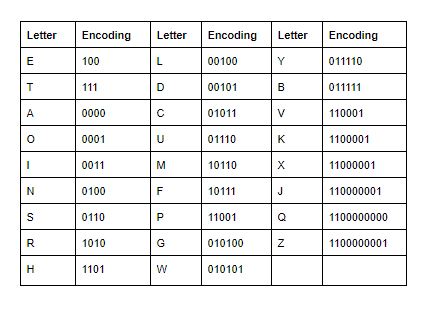 Letter Encoding Letter Encoding Letter Encoding
E 100 L 00100 Y 011110
T 111 D 00101 B 011111
A 0000 C 01011 V 110001
O 0001 U 01110 K 1100001
I 0011 M 10110 X 11000001
N 0100 F 10111 J 110000001
S 0110 P 11001 Q 1100000000
R 1010 G 010100 Z 1100000001
H 1101 W 010101